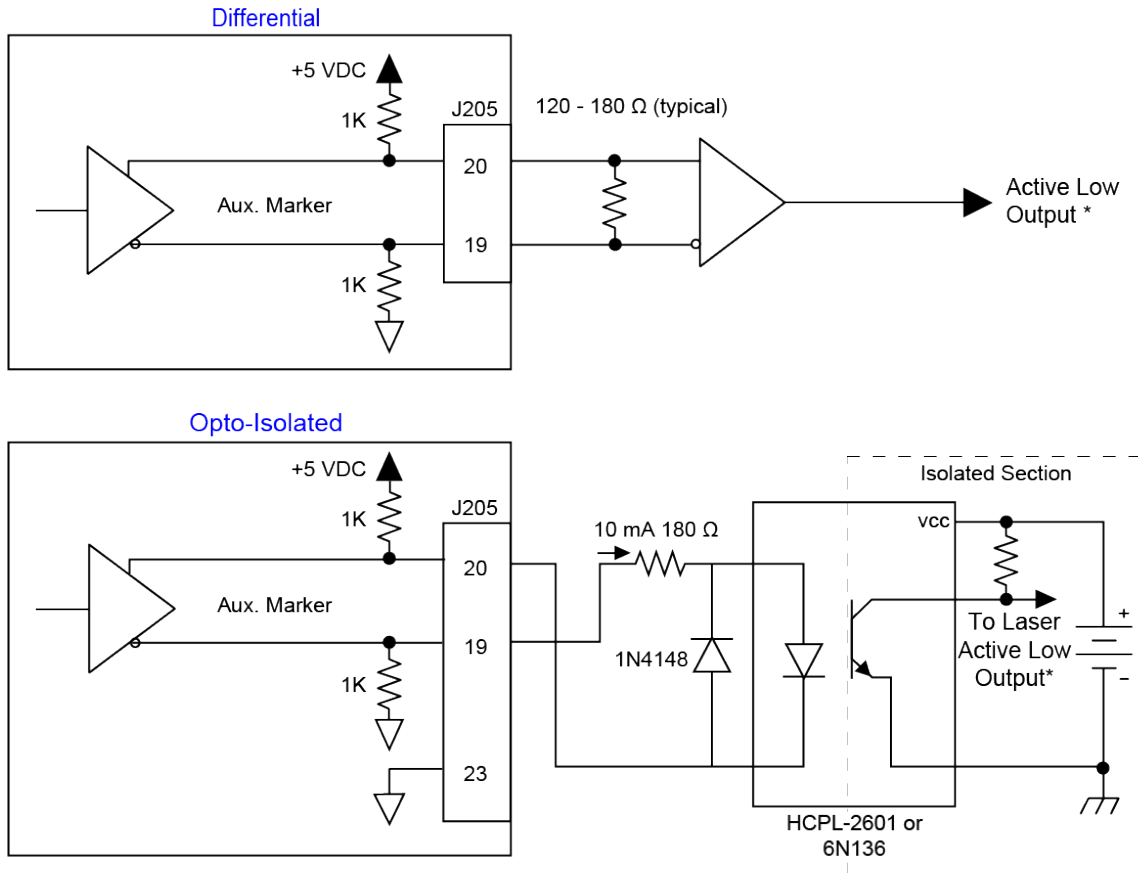 Differential
+5 VDC
1K
J205
120 - 180 Ω (typical)
20
Aux. Marker
19
1K
Active Low
Output *
Opto-Isolated
+5 VDC
1K
J205
20
Aux. Marker
19
1K
23
10 mA 180 Ω
1N4148
Isolated Section
vcc
To Laser
Active Low
Output*
+
−
HCPL-2601 or
6N136